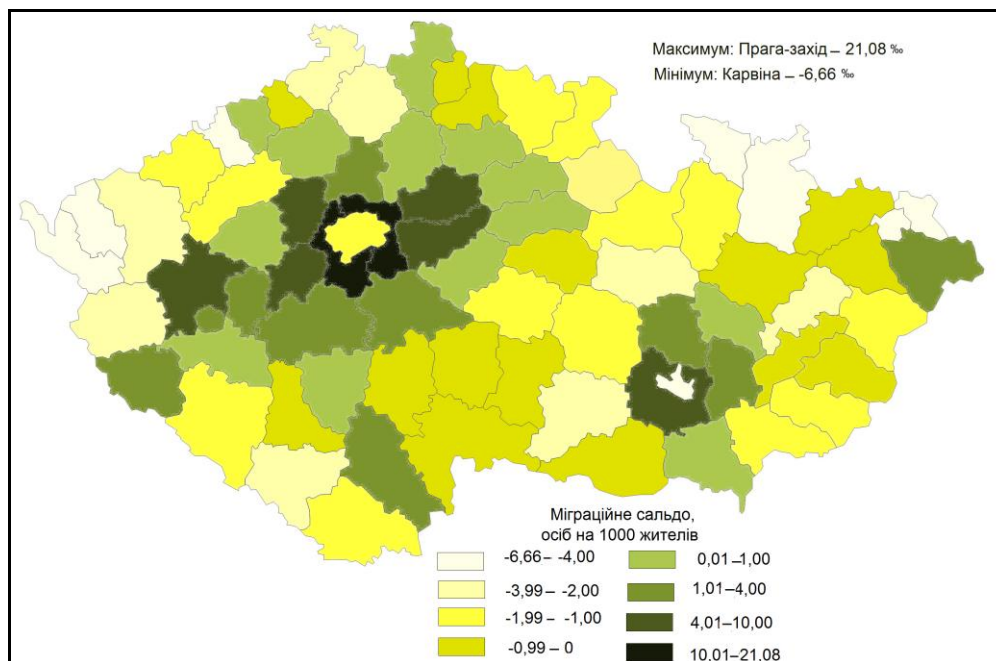 Максимум: Прага-захід – 21,08 ‰
Мінімум: Карвіна – -6,66 ‰
Міграційне сальдо,
осіб на 1000 жителів
-6,66 – -4,00
-3,99 – -2,00
-1,99 – -1,00
-0,99 – 0
0,01 –1,00
1,01–4,00
4,01–10,00
10,01–21,08